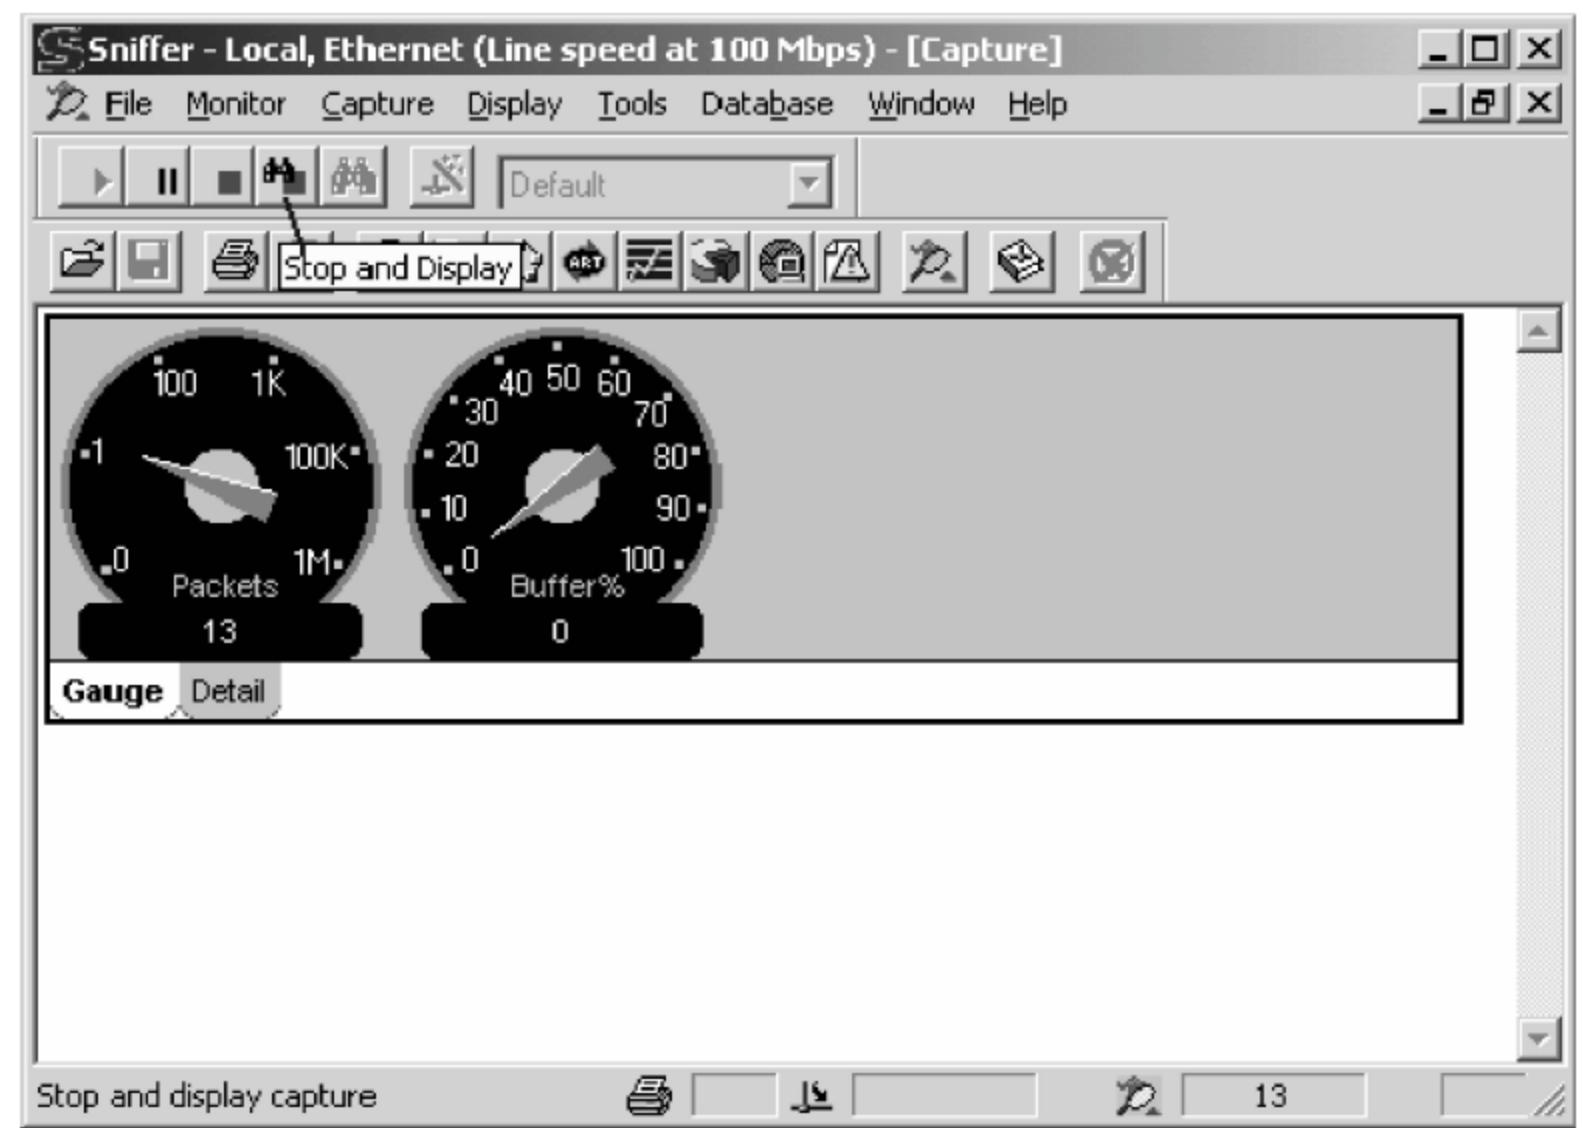 Sniffer - Local, Ethernet (Line speed at 100 Mbps) - [Capture]
File Monitor Capture Display Tools Database Window Help
Default
Stop and Display
ART
100 1K
1 100K
0 1M
Packets
13
40 50 60
30 70
20 80
10 90
0 100
Buffer%
0
Gauge Detail
Stop and display capture 13